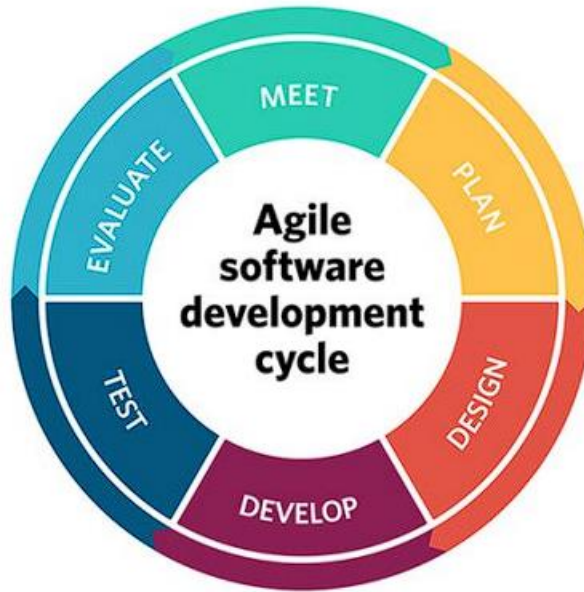 MEET
PLAN
DESIGN
DEVELOP
TEST
EVALUATE
Agile
software
development
cycle